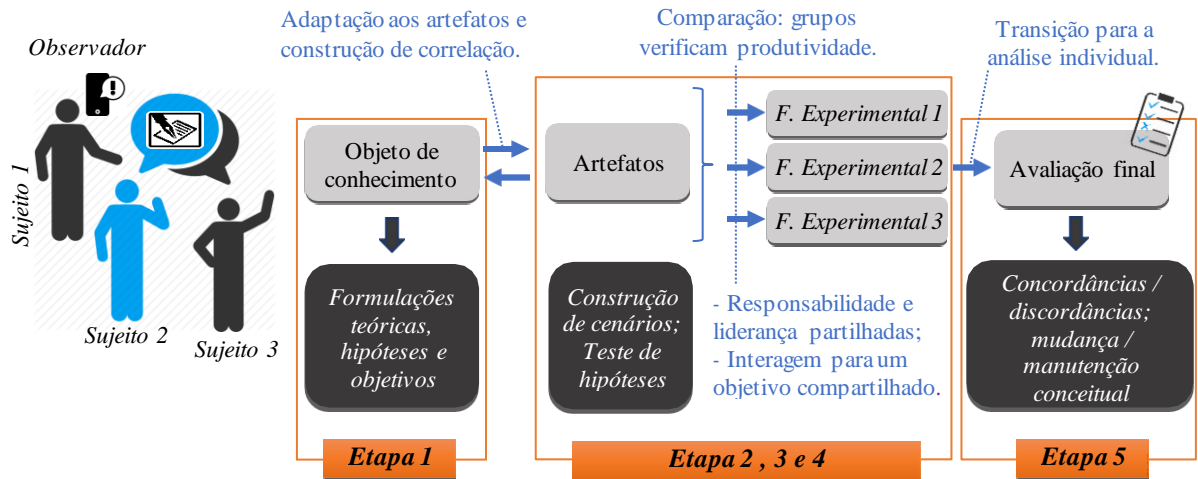 Observador
Sujeito 1
Sujeito 2
Sujeito 3
Adaptação aos artefatos e
construção de correlação.
Objeto de
conhecimento
Formulações
teóricas,
hipóteses e
objetivos
Etapa 1
Comparação: grupos
verificam produtividade.
Artefatos
F. Experimental 1
F. Experimental 2
F. Experimental 3
Construção
de cenários;
Teste de
hipóteses
- Responsabilidade e
liderança partilhadas;
- Interagem para um
objetivo compartilhado.
Etapa 2 , 3 e 4
Transição para a
análise individual.
Avaliação final
Concordâncias /
discordâncias;
mudança /
manutenção
conceitual
Etapa 5